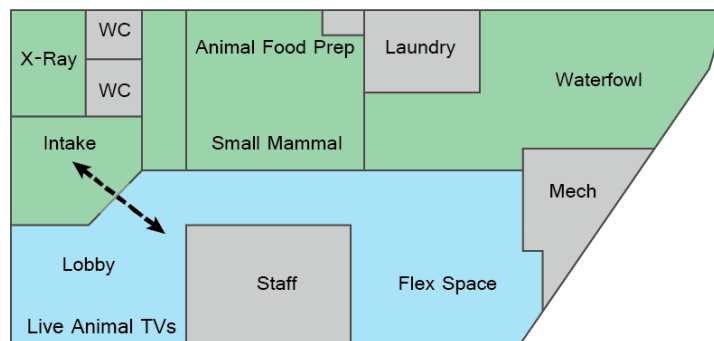 WC
Animal Food Prep
Laundry
X-Ray
Waterfowl
WC
Intake
Small Mammal
Mech
Lobby
Staff
Flex Space
Live Animal TVs